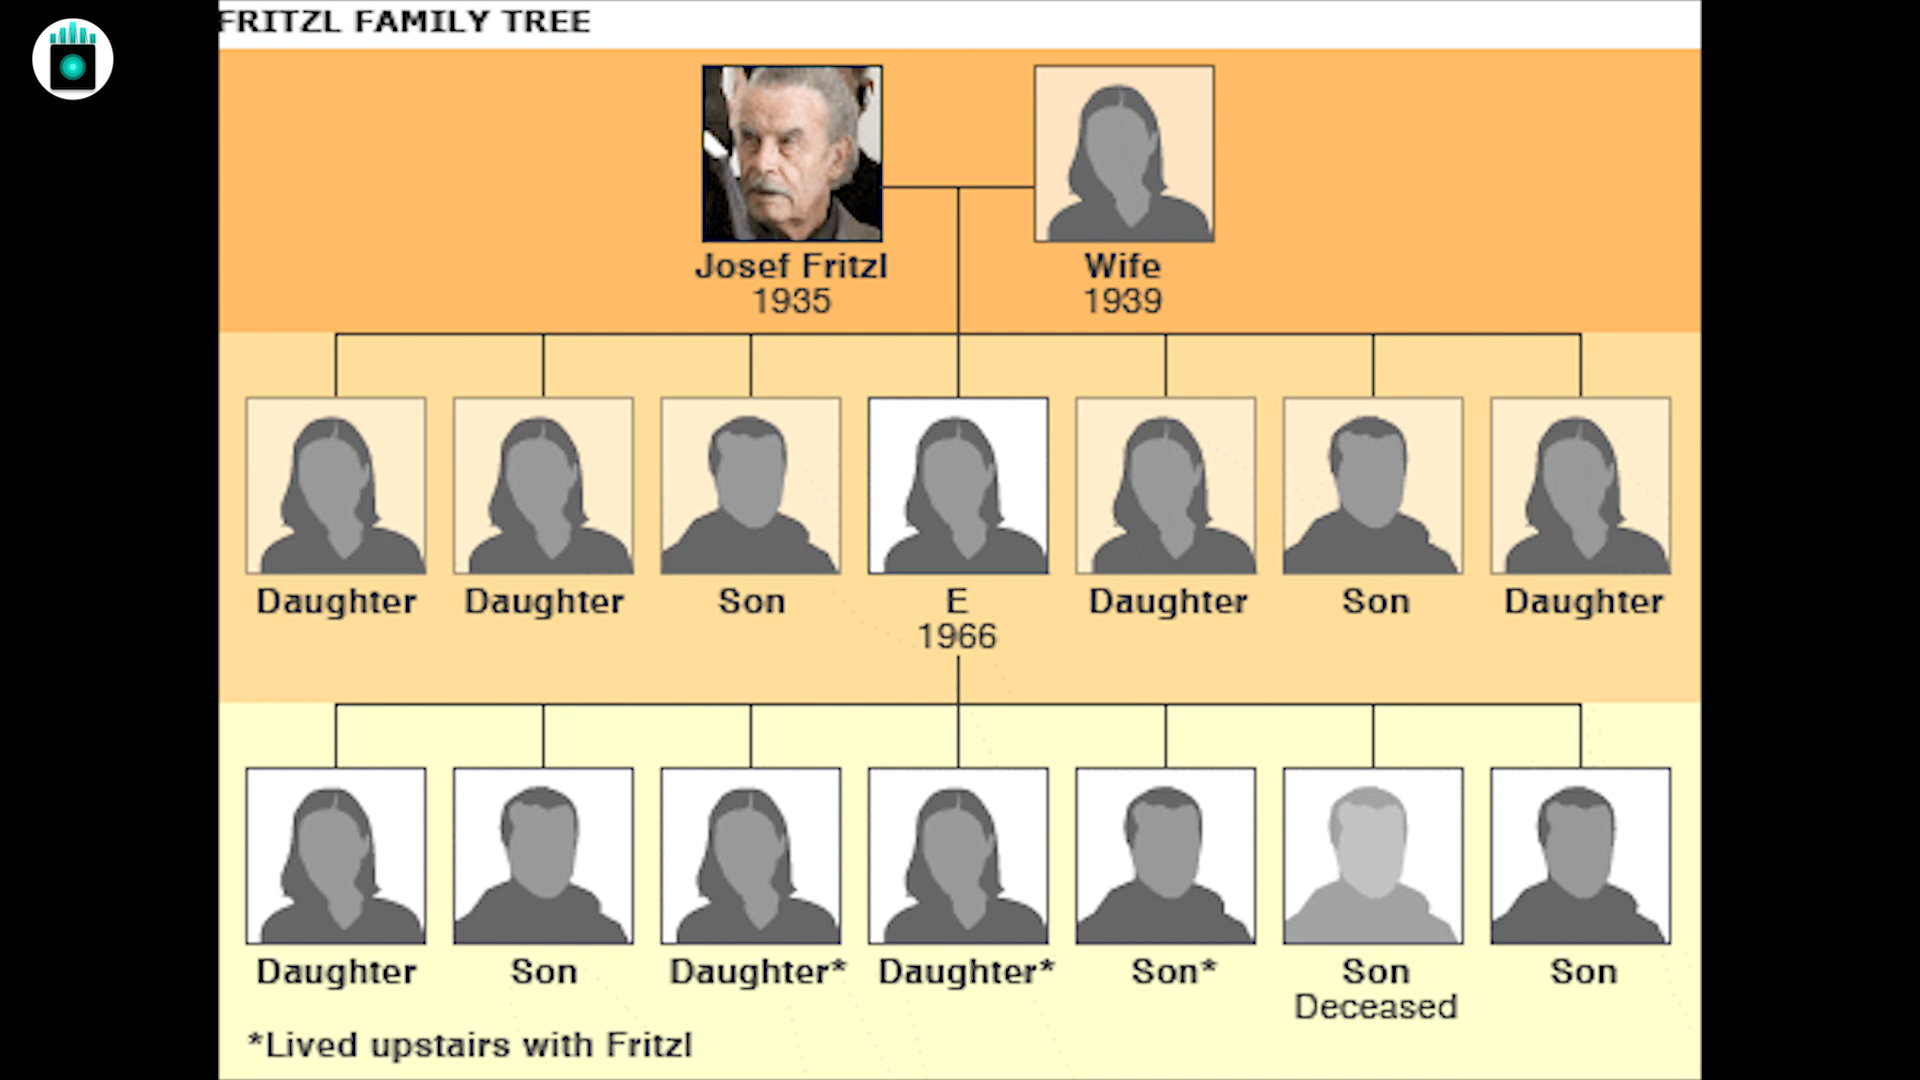 FRITZL FAMILY TREE
Josef Fritzl
1935
Wife
1939
Daughter
Daughter
Son
E
1966
Daughter
Son
Daughter
Daughter
Son
Daughter*
Daughter*
Son*
Son
Deceased
Son
*Lived upstairs with Fritzl